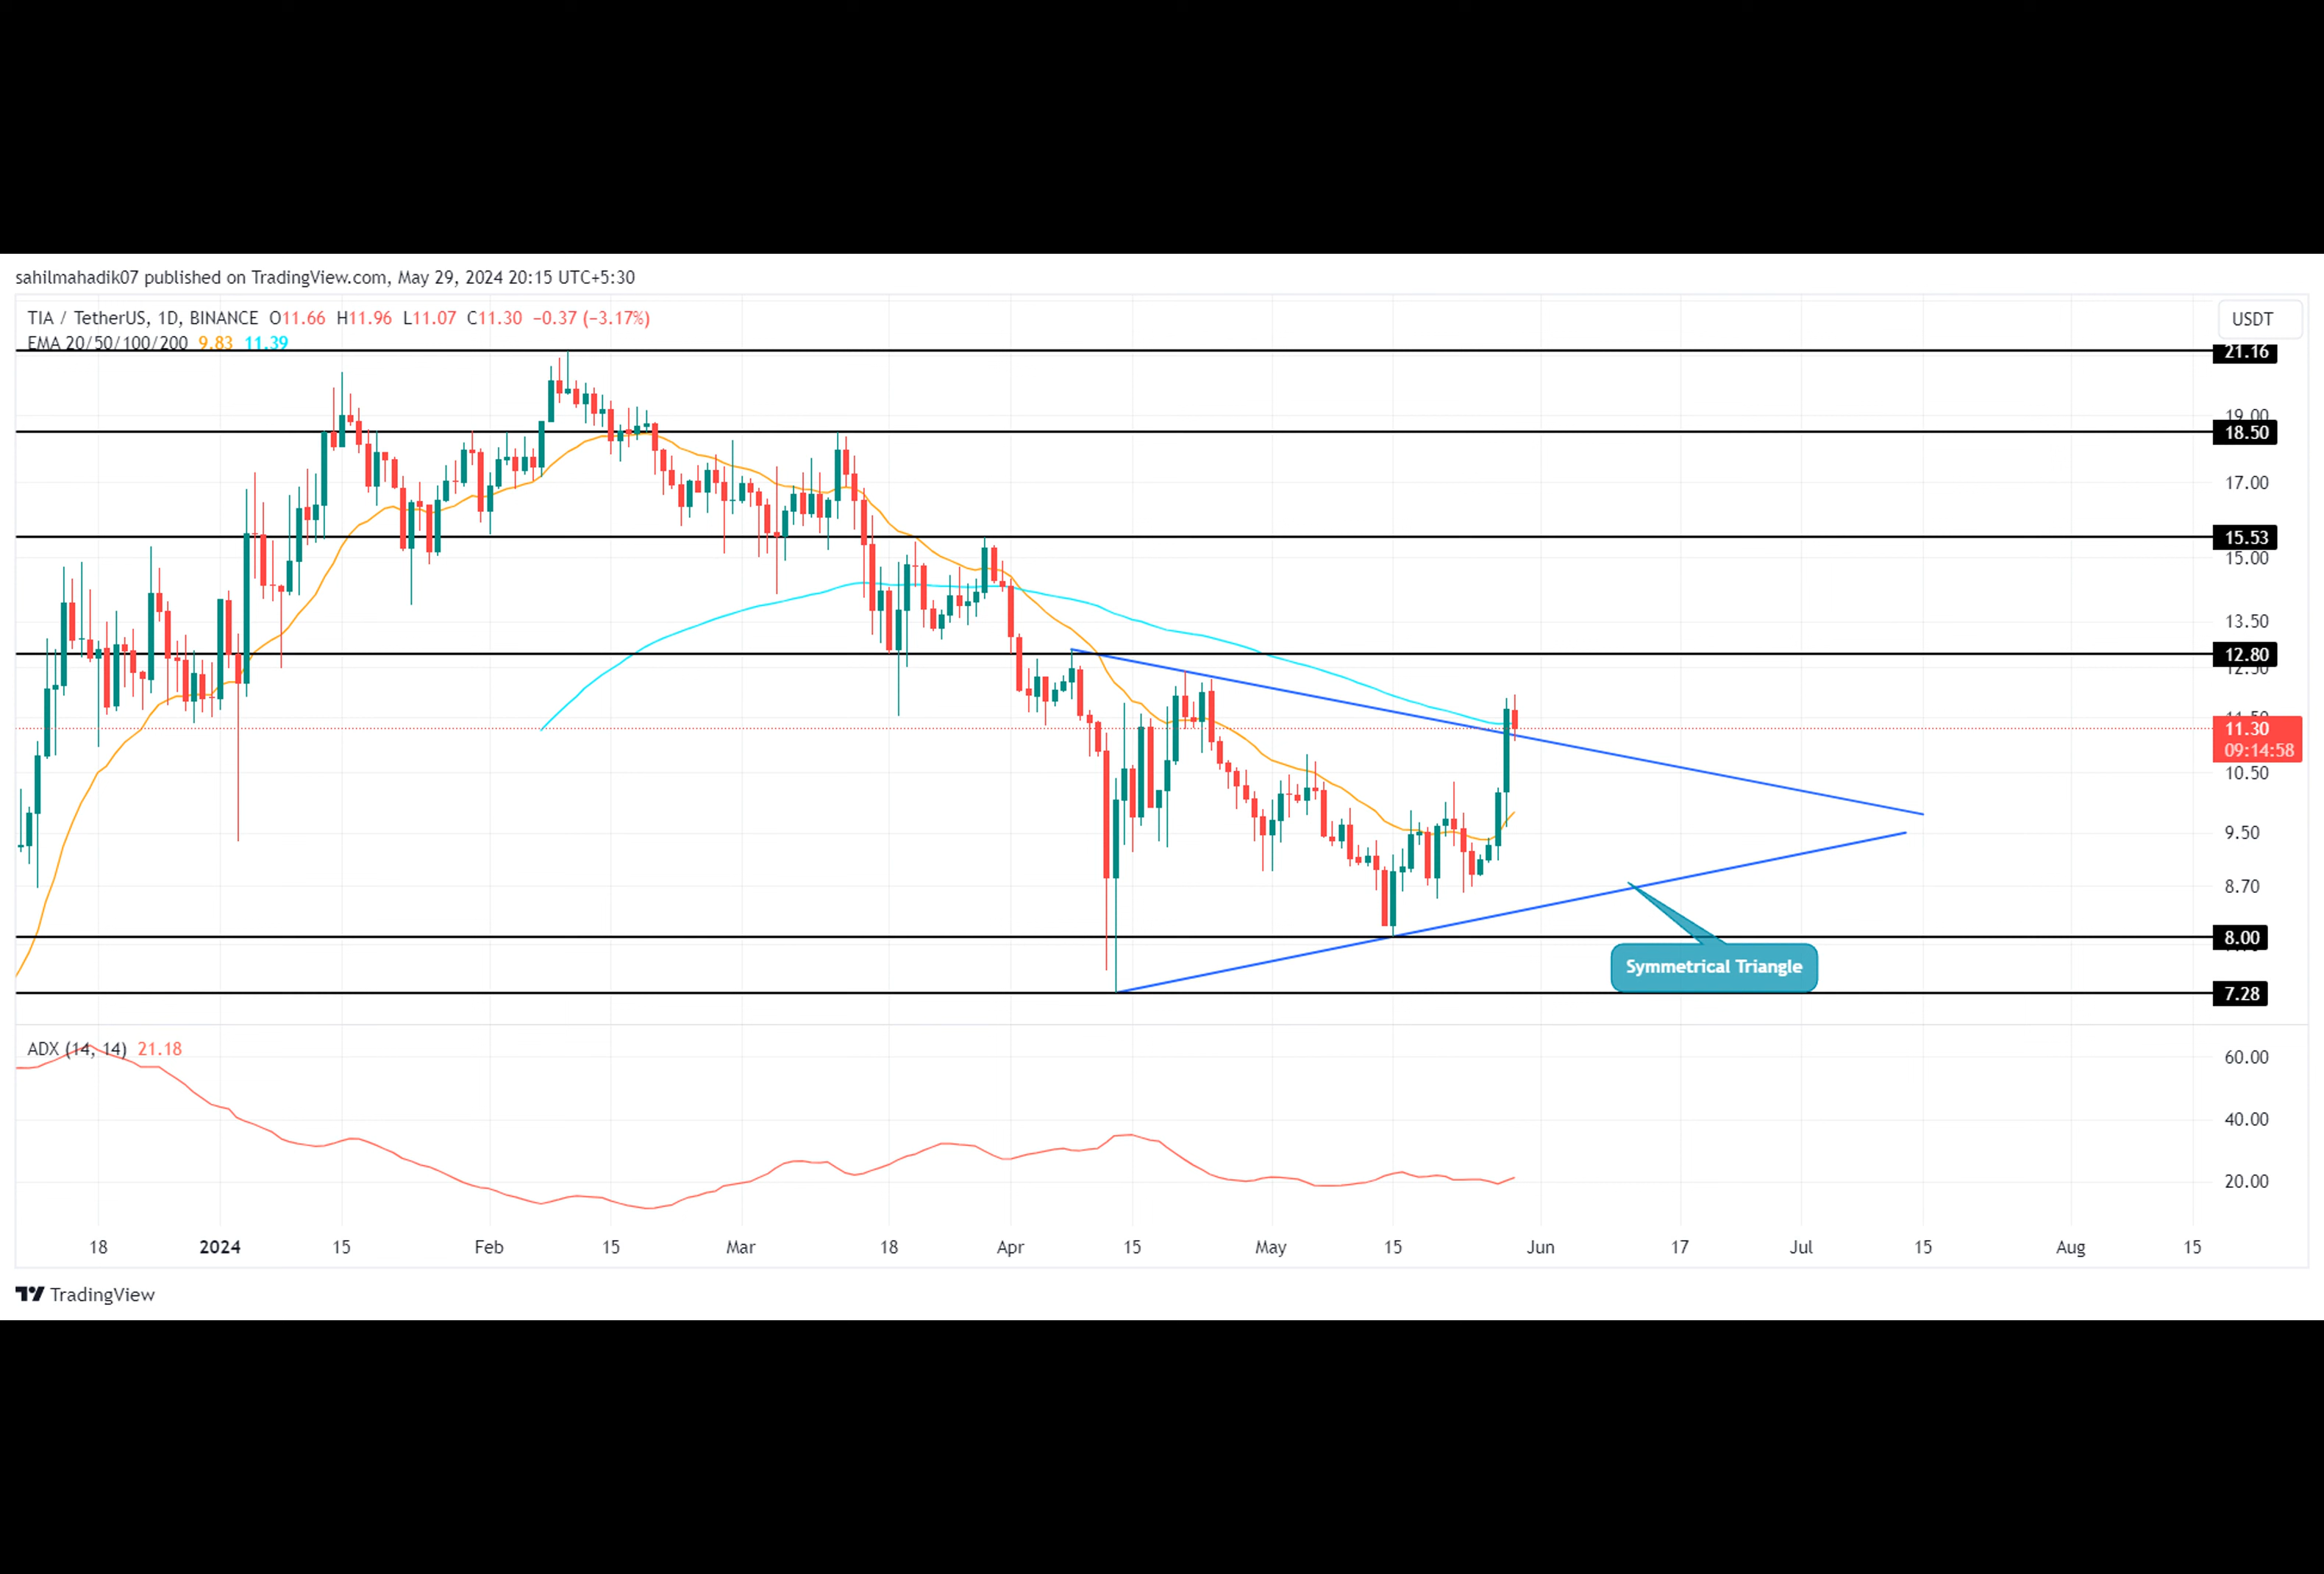 sahilmahadik07 published on TradingView.com, May 29, 2024 20:15 UTC+5:30
TIA / TetherUS, 1D, BINANCE O11.66 H11.96 L11.07 C11.30 −0.37 (−3.17%)
USDT
EMA 20/50/100/200 9.83 11.39
21.16
19.00
18.50
17.00
15.53
15.00
13.50
12.80
12.50
11.50
11.30
09:14:58
10.50
9.50
8.70
8.00
Symmetrical Triangle
7.28
ADX (14, 14) 21.18
60.00
40.00
20.00
18 2024 15 Feb 15 Mar 18 Apr 15 May 15 Jun 17 Jul 15 Aug 15
TradingView